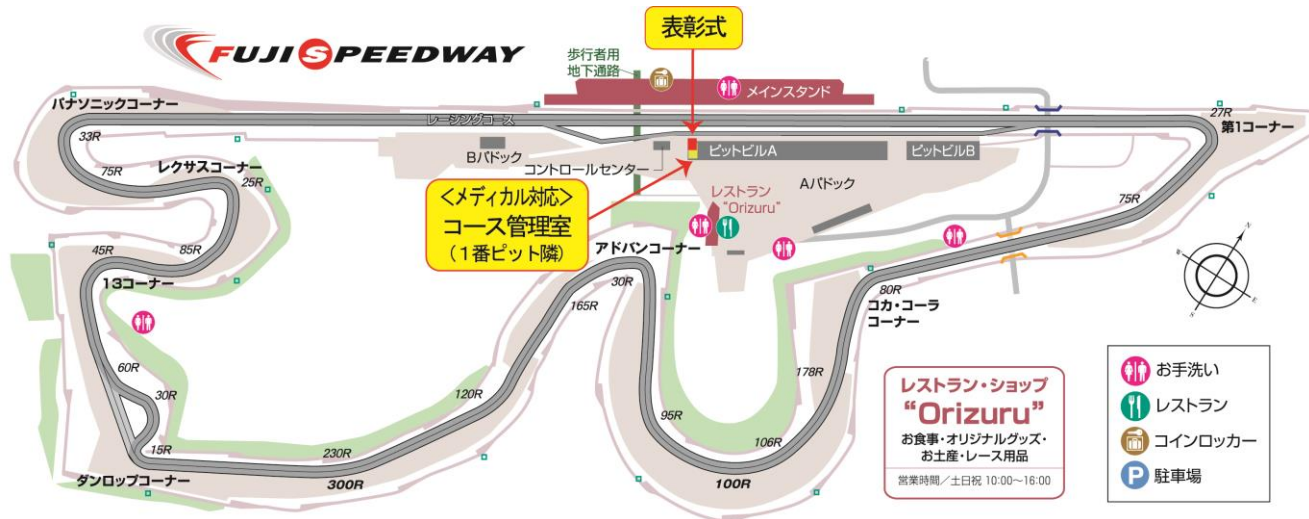 FUJI SPEEDWAY
表彰式
歩行者用
地下通路
メインスタンド
パナソニックコーナー
レーシングコース
27R
第1コーナー
33R
75R
レクサスコーナー
25R
Bパドック
コントロールセンター
ピットビルA
ピットビルB
Aパドック
<メディカル対応>
コース管理室
(1番ピット隣)
レストラン
"Orizuru"
75R
45R
85R
アドバンコーナー
13コーナー
30R
165R
80R
コカ・コーラ
コーナー
N
W
E
S
60R
30R
120R
178R
95R
15R
230R
106R
ダンロップコーナー
300R
100R
レストラン・ショップ
"Orizuru"
お食事・オリジナルグッズ・
お土産・レース用品
営業時間/土日祝 10:00~16:00
お手洗い
レストラン
コインロッカー
P 駐車場